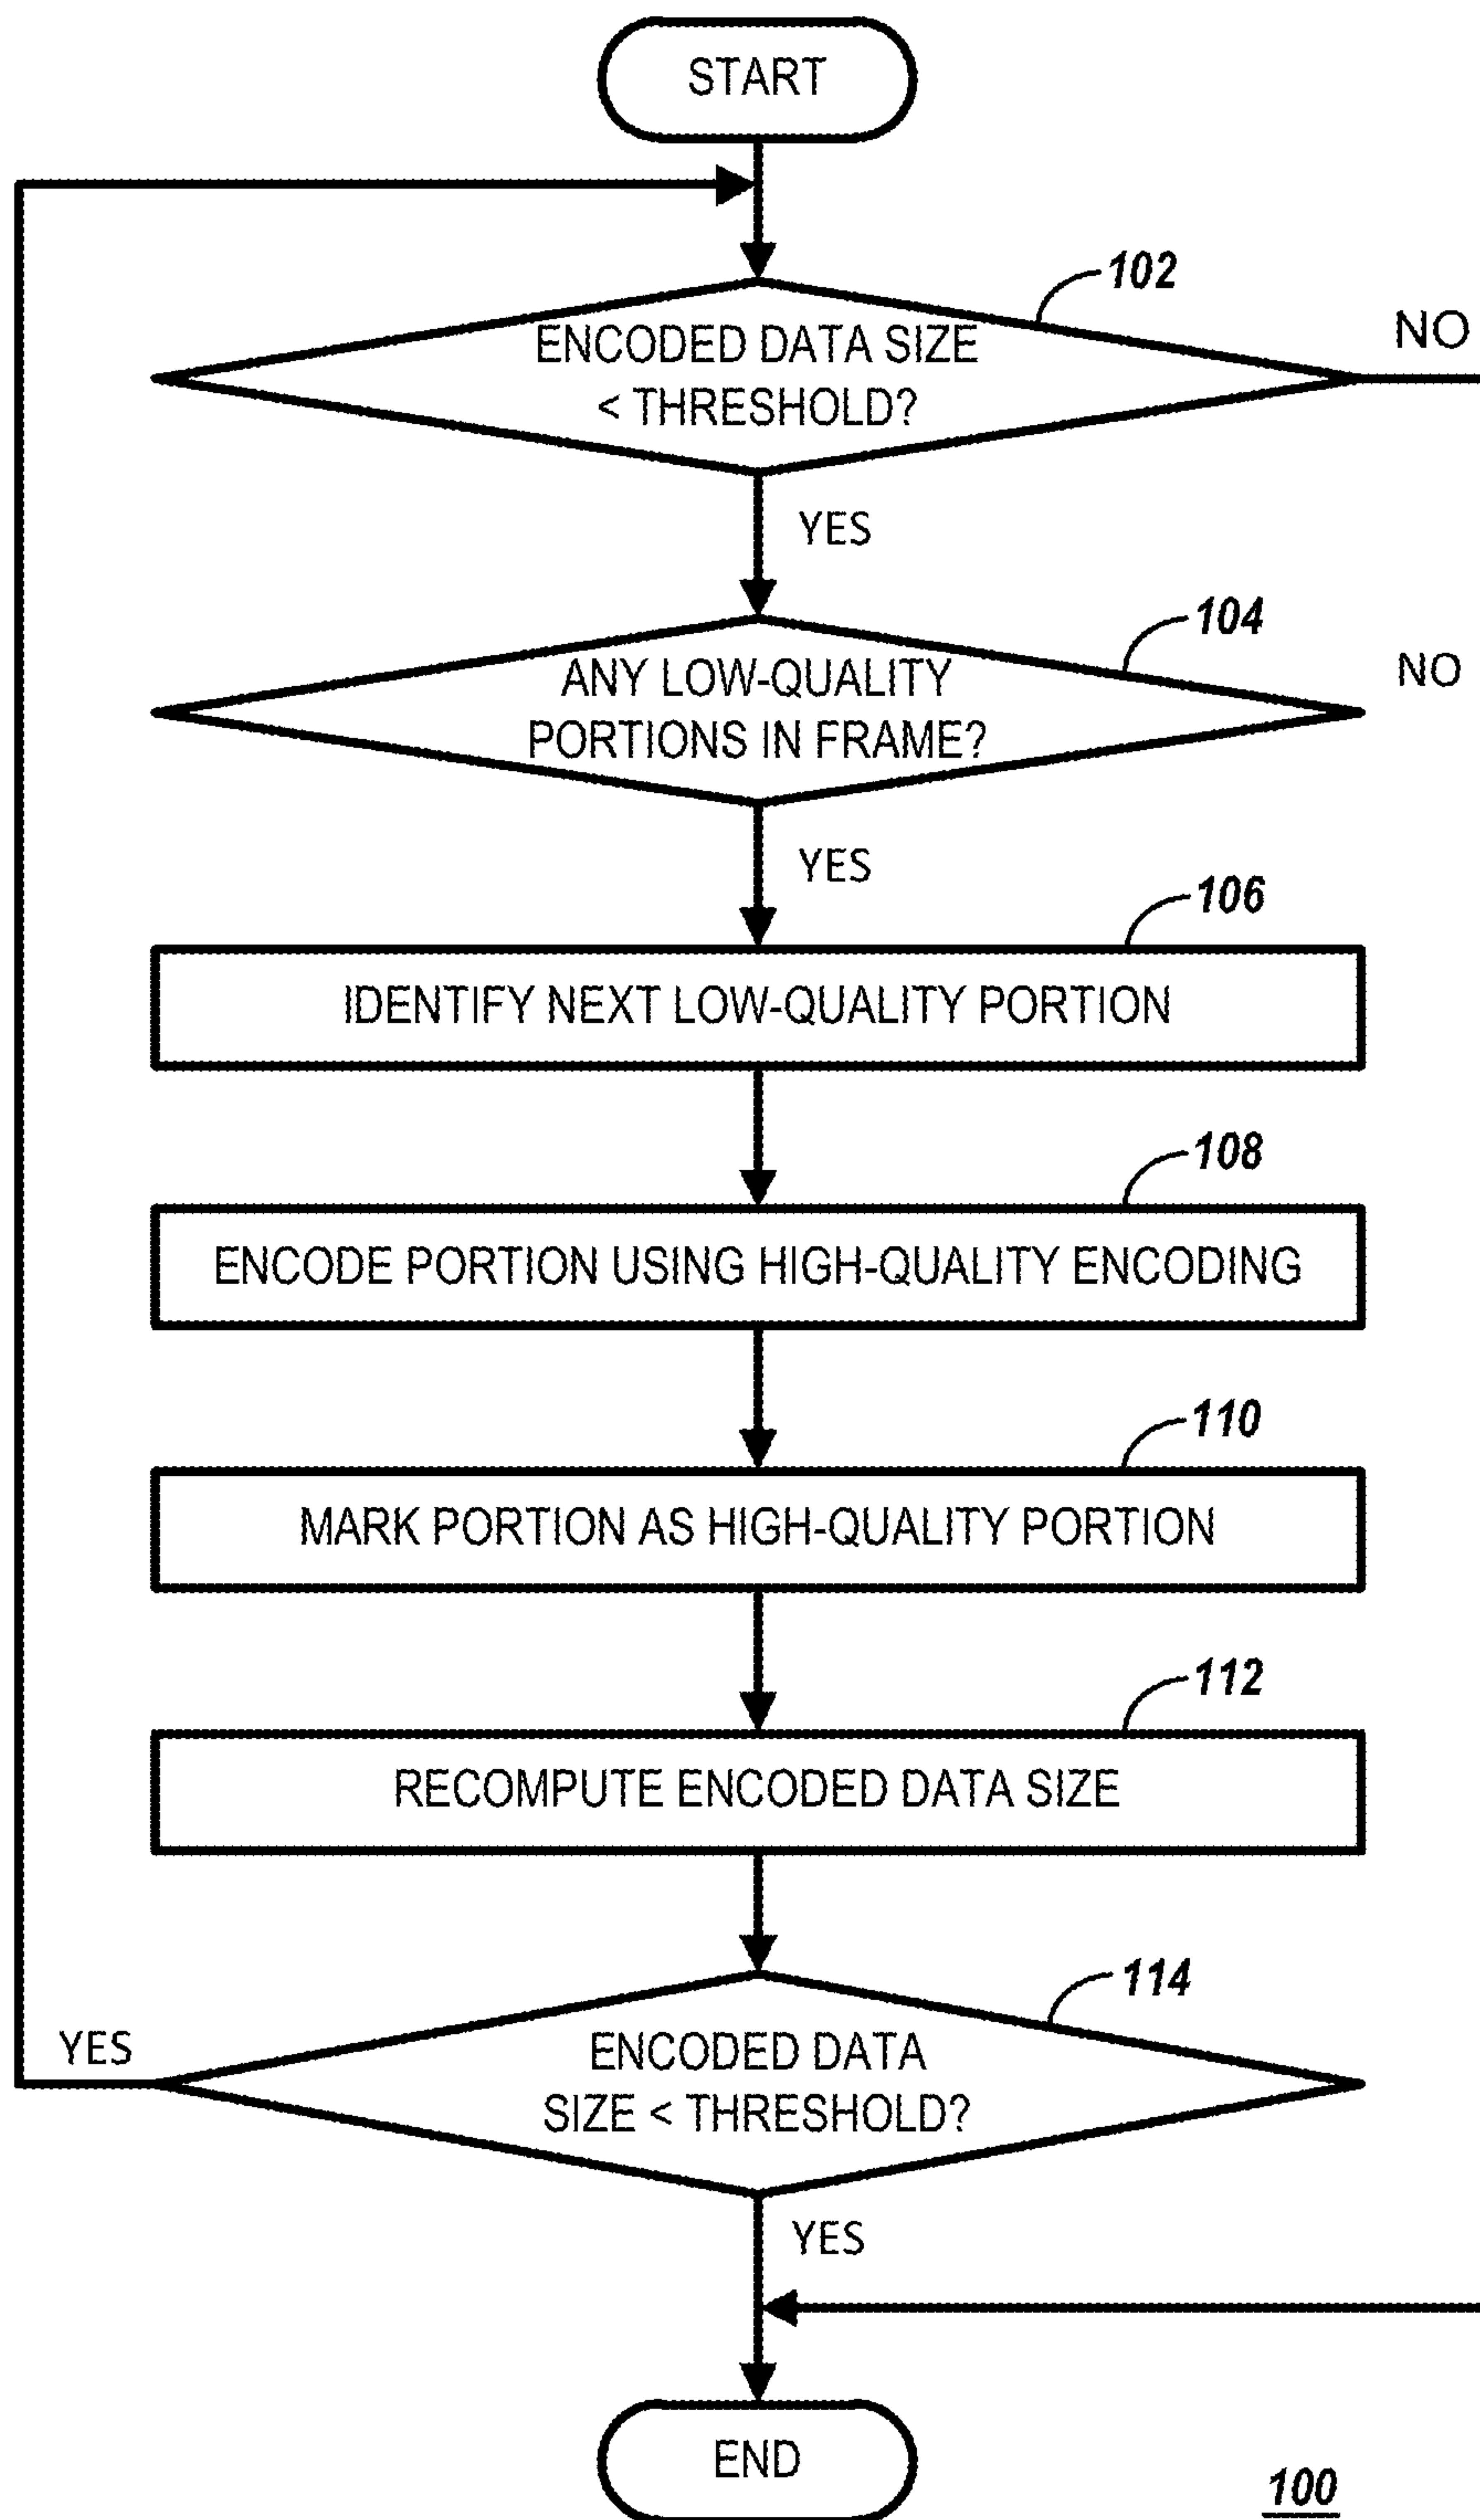 START
102
ENCODED DATA SIZE
< THRESHOLD?
NO
YES
104
ANY LOW-QUALITY
PORTIONS IN FRAME?
NO
YES
106
IDENTIFY NEXT LOW-QUALITY PORTION
108
ENCODE PORTION USING HIGH-QUALITY ENCODING
110
MARK PORTION AS HIGH-QUALITY PORTION
112
RECOMPUTE ENCODED DATA SIZE
114
YES
ENCODED DATA
SIZE < THRESHOLD?
YES
END
100